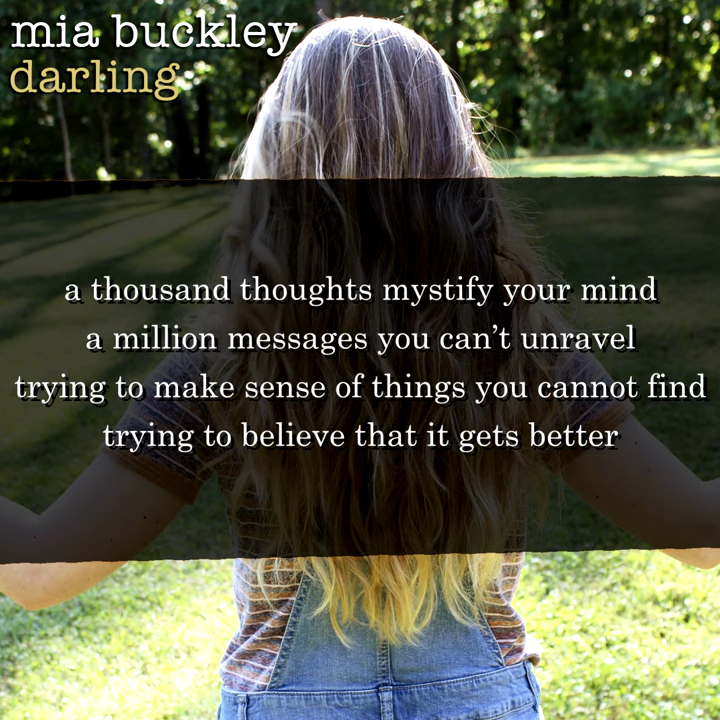 mia buckley
darling
a thousand thoughts mystify your mind
a million messages you can’t unravel
trying to make sense of things you cannot find
trying to believe that it gets better